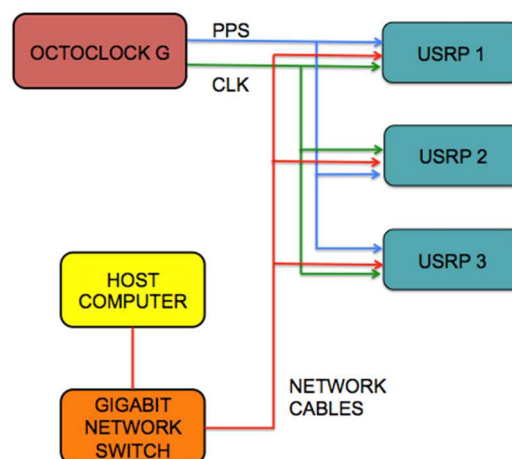 PPS
OCTOCLOCK G
USRP 1
CLK
USRP 2
USRP 3
HOST
COMPUTER
NETWORK
CABLES
GIGABIT
NETWORK
SWITCH